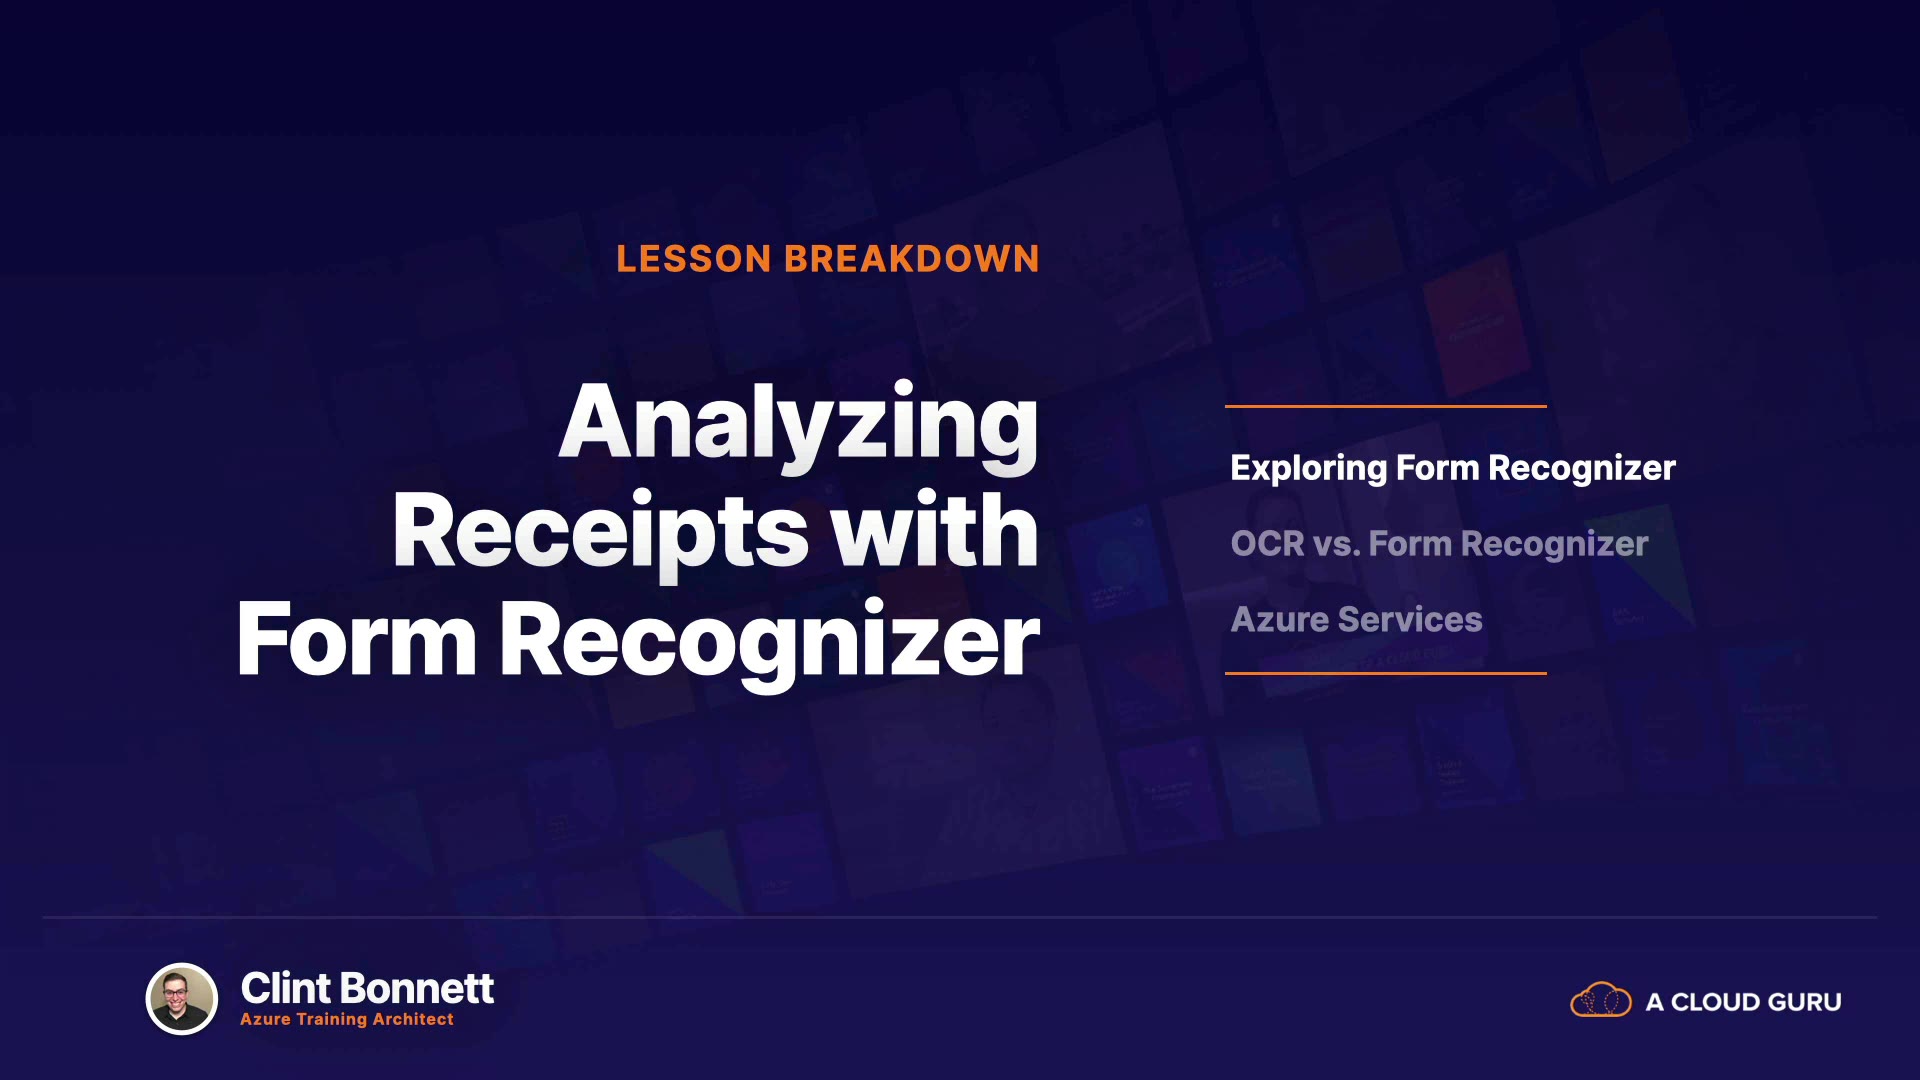 LESSON BREAKDOWN
Analyzing
Receipts with
Form Recognizer
Exploring Form Recognizer
OCR vs. Form Recognizer
Azure Services
Clint Bonnett
Azure Training Architect
A CLOUD GURU